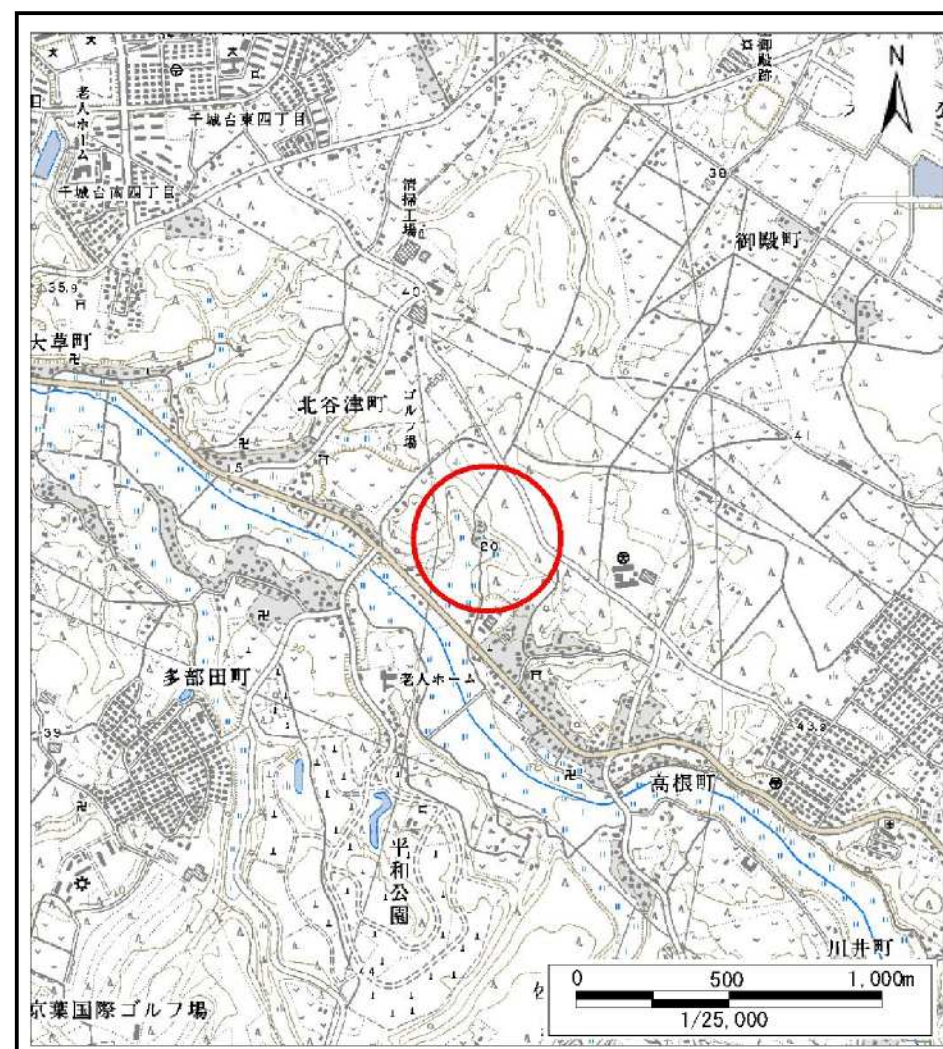 御殿跡
N
老人ホーム
千城台東四丁目
千城台南四丁目
38
清掃工場
御殿町
35.9
40
大草町
北谷津町
ゴルフ場
41
15
20
多部田町
老人ホーム
39
43.9
高根町
平和公園
川井町
44
京葉国際ゴルフ場
0 500 1,000m
1/25,000